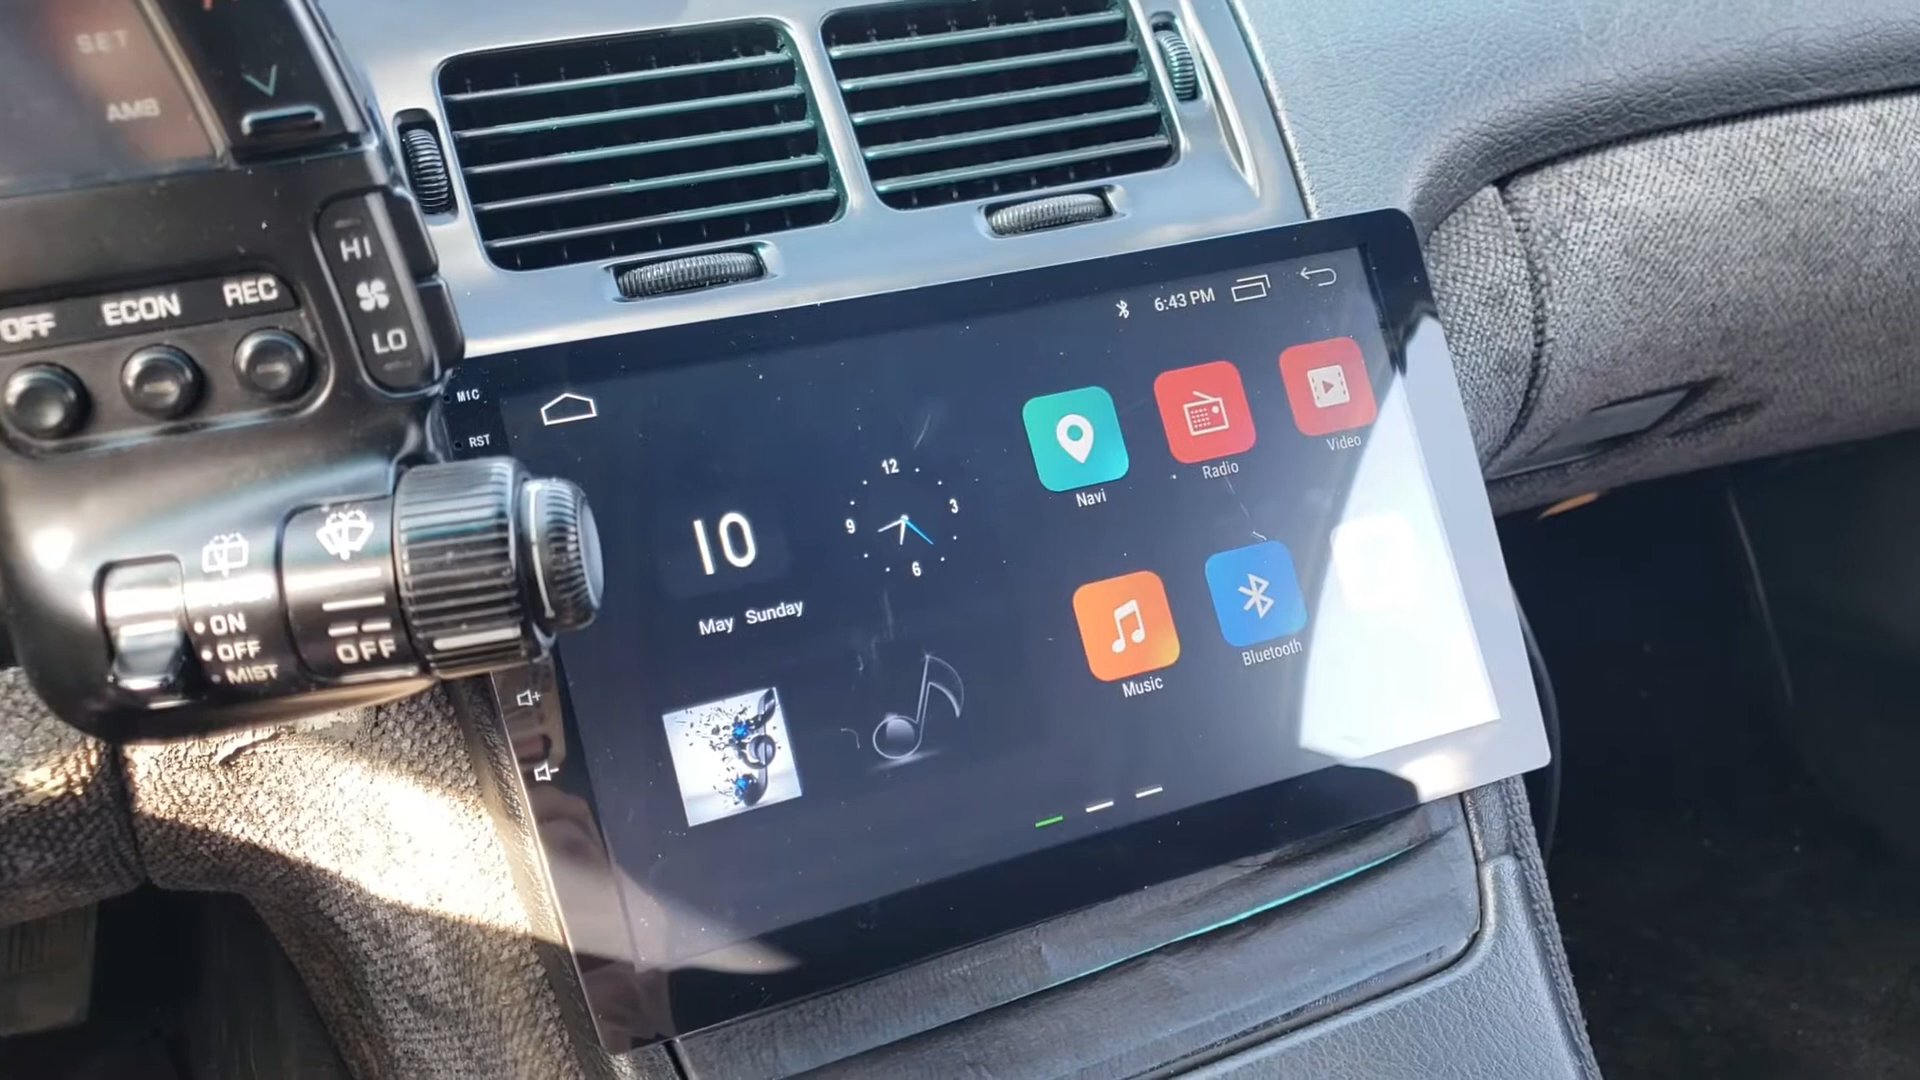 SET
AMB
HI
LO
OFF ECON REC
MIC
RST
ON
OFF
MIST
OFF
6:43 PM
12
3
6
9
10
May Sunday
Navi
Radio
Video
Music
Bluetooth